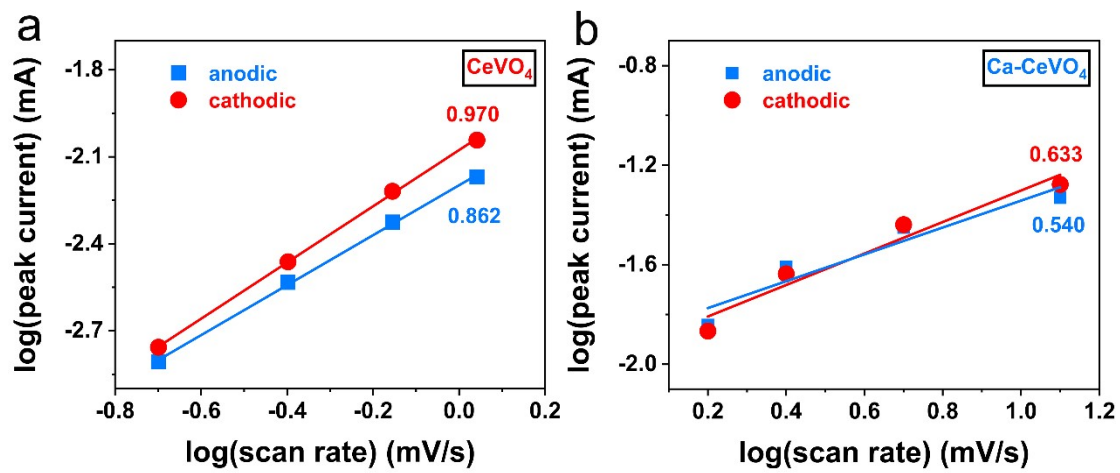 a
CeVO₄
anodic
cathodic
0.970
0.862
-1.8
-2.1
-2.4
-2.7
log(peak current) (mA)
-0.8 -0.6 -0.4 -0.2 0.0 0.2
log(scan rate) (mV/s)
b
Ca-CeVO₄
anodic
cathodic
0.633
0.540
-0.8
-1.2
-1.6
-2.0
log(peak current) (mA)
0.2 0.4 0.6 0.8 1.0 1.2
log(scan rate) (mV/s)